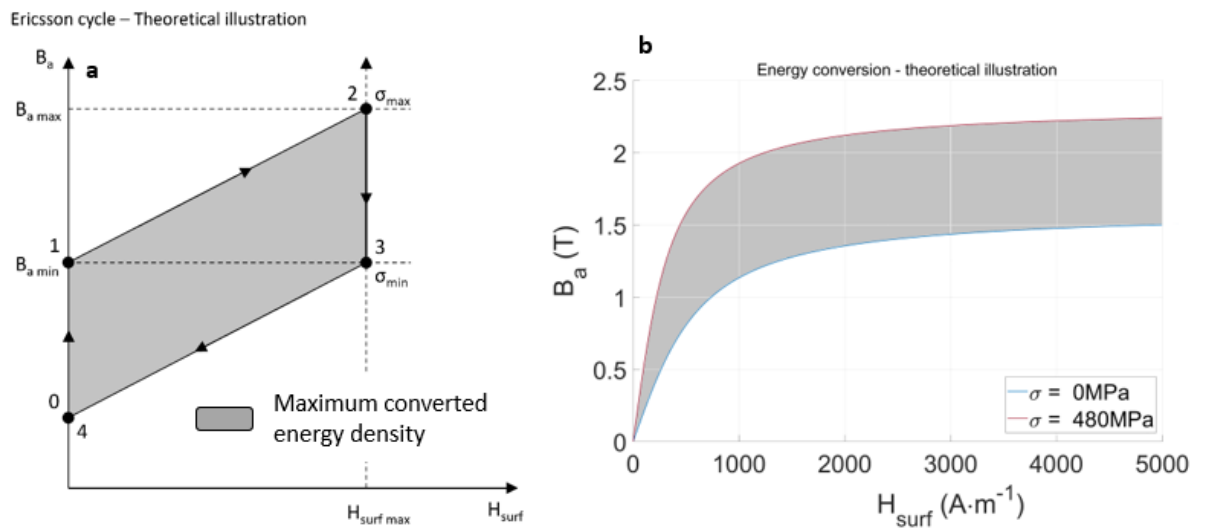 Ericsson cycle – Theoretical illustration
B_a
a
B_a max
2
σ_max
1
B_a min
3
σ_min
0
4
Maximum converted
energy density
H_surf max
H_surf
b
Energy conversion - theoretical illustration
2.5
2
1.5
1
0.5
0
B_a (T)
σ = 0MPa
σ = 480MPa
0 1000 2000 3000 4000 5000
H_surf (A·m⁻¹)